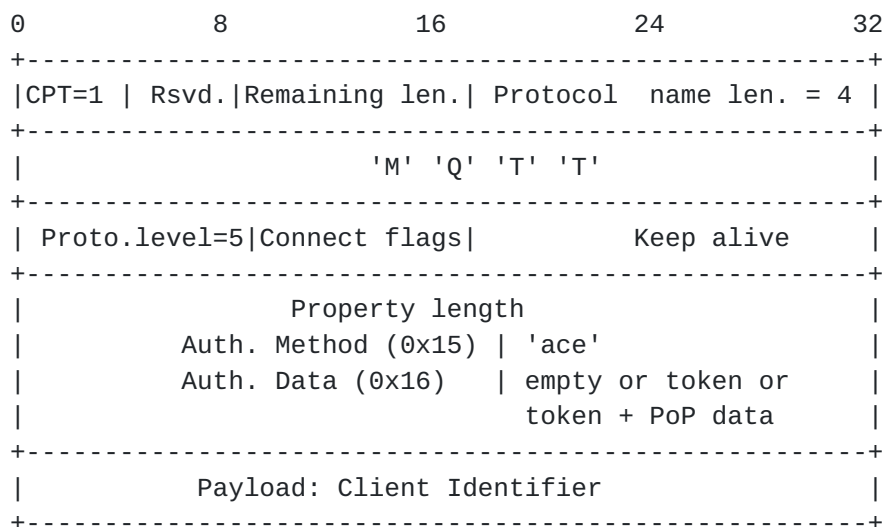 0             8            16             24            32
+------------------------------------------------------+
|CPT=1 | Rsvd.|Remaining len.| Protocol  name len. = 4 |
+------------------------------------------------------+
|                      'M' 'Q' 'T' 'T'                 |
+------------------------------------------------------+
| Proto.level=5|Connect flags|          Keep alive     |
+------------------------------------------------------+
|                 Property length                      |
|          Auth. Method (0x15) | 'ace'                 |
|          Auth. Data (0x16)   | empty or token or     |
|                                token + PoP data      |
+------------------------------------------------------+
|           Payload: Client Identifier                 |
+------------------------------------------------------+